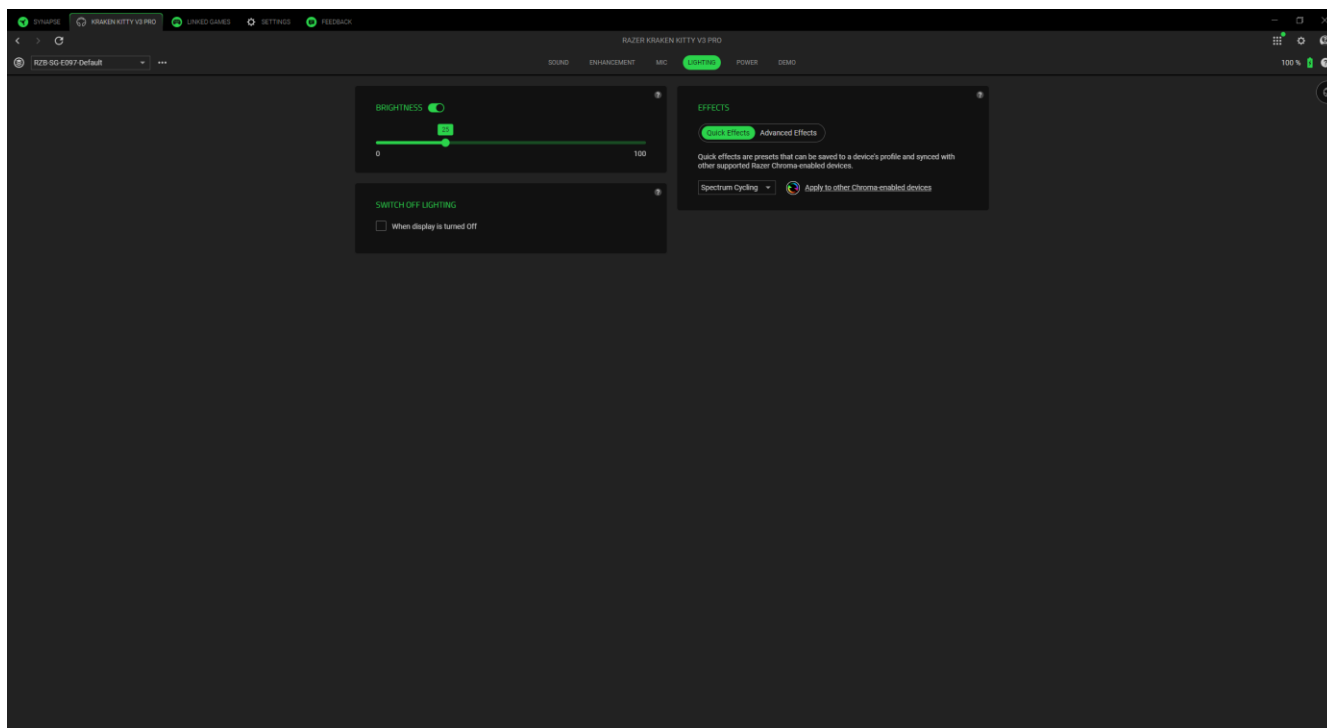 SYNAPSE KRAKEN KITTY V3 PRO LINKED GAMES SETTINGS FEEDBACK
RAZER KRAKEN KITTY V3 PRO
RZB-SG-E097-Default SOUND ENHANCEMENT MIC LIGHTING POWER DEMO 100 %
BRIGHTNESS
25
0 100
SWITCH OFF LIGHTING
When display is turned Off
EFFECTS
Quick Effects Advanced Effects
Quick effects are presets that can be saved to a device's profile and synced with
other supported Razer Chroma-enabled devices.
Spectrum Cycling Apply to other Chroma-enabled devices